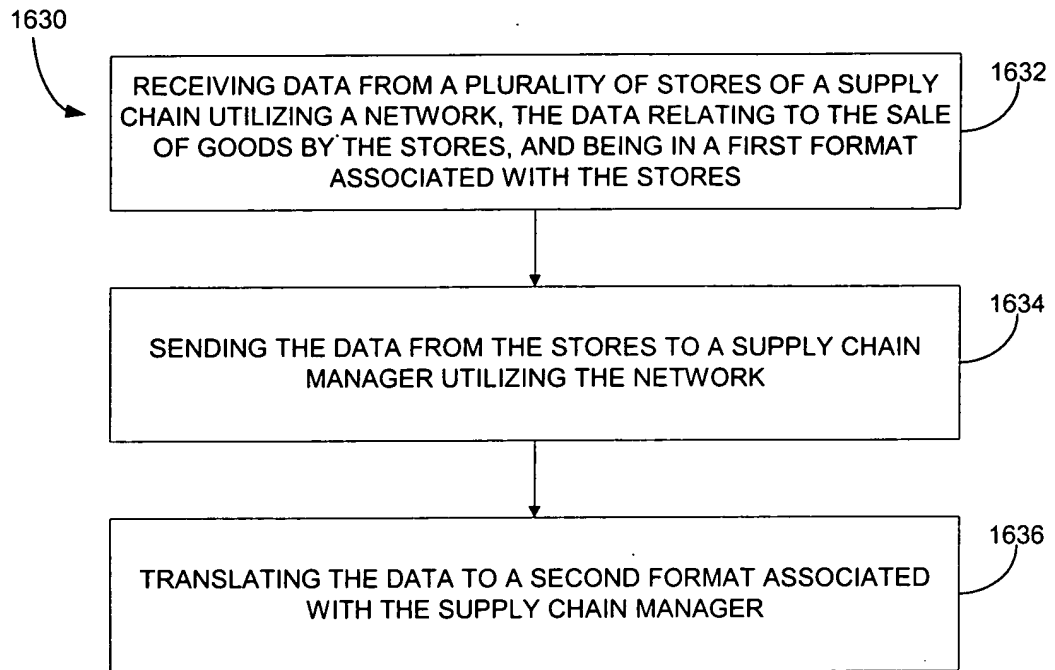 1630
RECEIVING DATA FROM A PLURALITY OF STORES OF A SUPPLY
CHAIN UTILIZING A NETWORK, THE DATA RELATING TO THE SALE
OF GOODS BY THE STORES, AND BEING IN A FIRST FORMAT
ASSOCIATED WITH THE STORES
1632
SENDING THE DATA FROM THE STORES TO A SUPPLY CHAIN
MANAGER UTILIZING THE NETWORK
1634
TRANSLATING THE DATA TO A SECOND FORMAT ASSOCIATED
WITH THE SUPPLY CHAIN MANAGER
1636